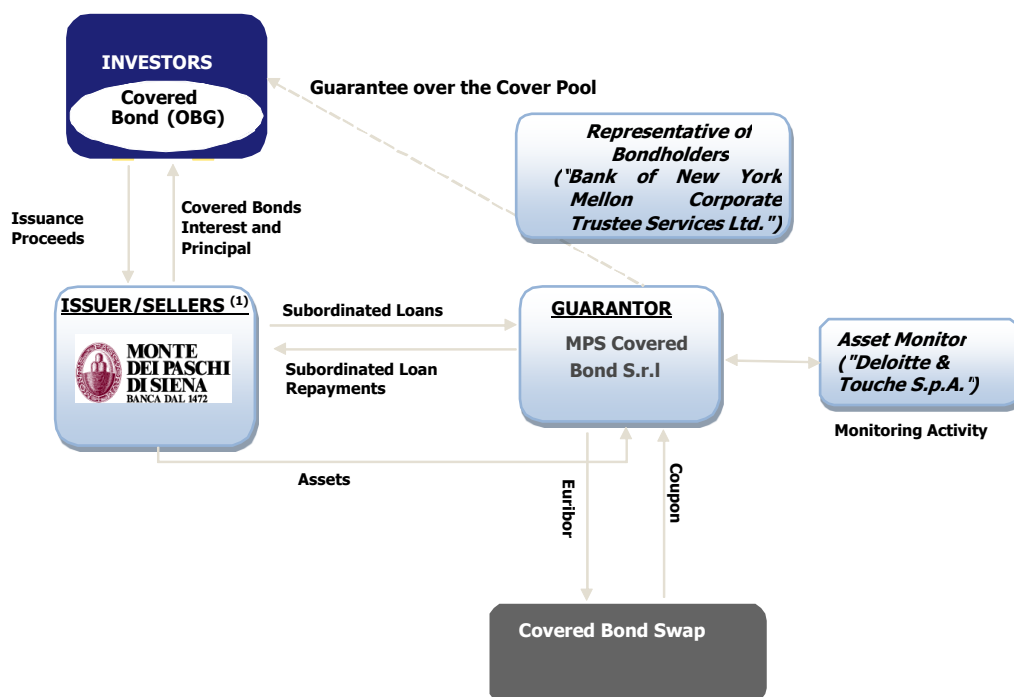 INVESTORS
Covered
Bond (OBG)
Guarantee over the Cover Pool
Representative of
Bondholders
("Bank of New York
Mellon Corporate
Trustee Services Ltd.")
Issuance
Proceeds
Covered Bonds
Interest and
Principal
ISSUER/SELLERS (1)
MONTE
DEI PASCHI
DI SIENA
BANCA DAL 1472
Subordinated Loans
Subordinated Loan
Repayments
GUARANTOR
MPS Covered
Bond S.r.l
Asset Monitor
("Deloitte &
Touche S.p.A.")
Monitoring Activity
Assets
Euribor
Coupon
Covered Bond Swap